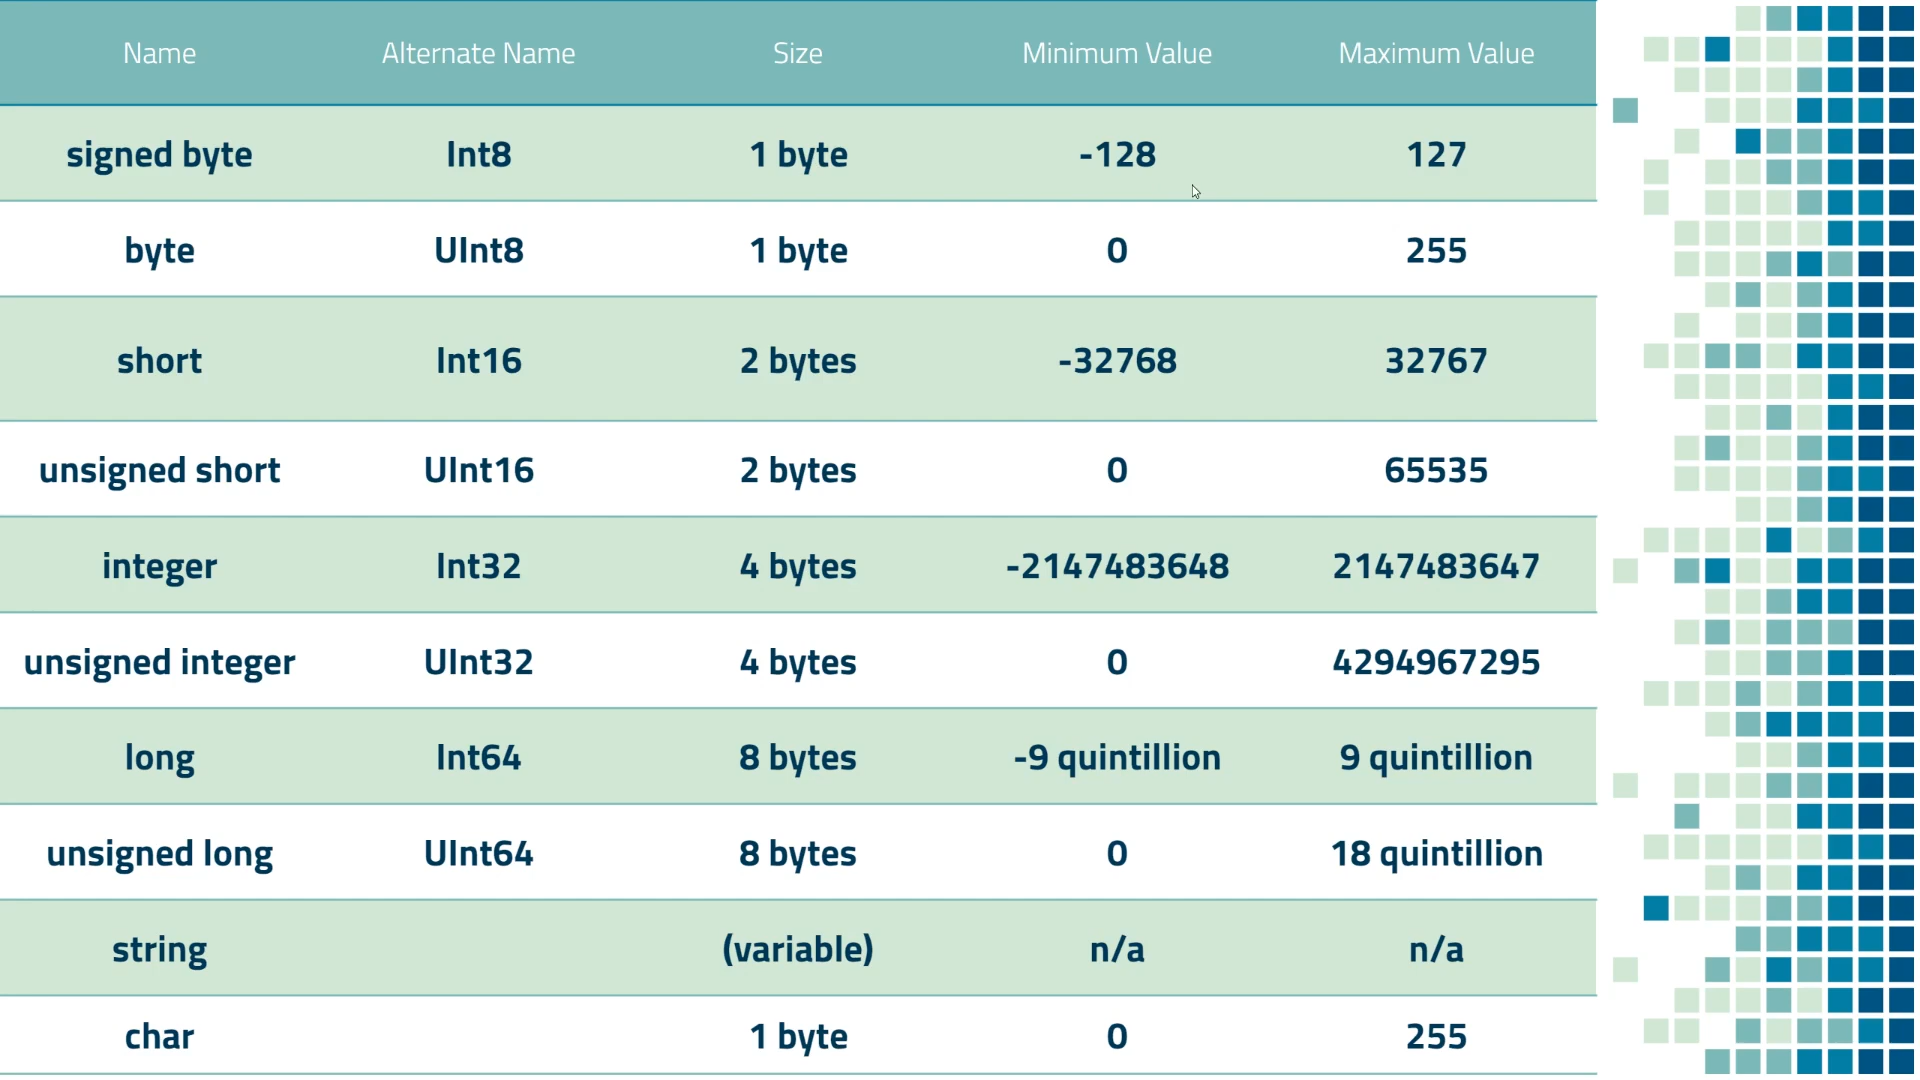 Name Alternate Name Size Minimum Value Maximum Value
signed byte Int8 1 byte -128 127
byte UInt8 1 byte 0 255
short Int16 2 bytes -32768 32767
unsigned short UInt16 2 bytes 0 65535
integer Int32 4 bytes -2147483648 2147483647
unsigned integer UInt32 4 bytes 0 4294967295
long Int64 8 bytes -9 quintillion 9 quintillion
unsigned long UInt64 8 bytes 0 18 quintillion
string (variable) n/a n/a
char 1 byte 0 255